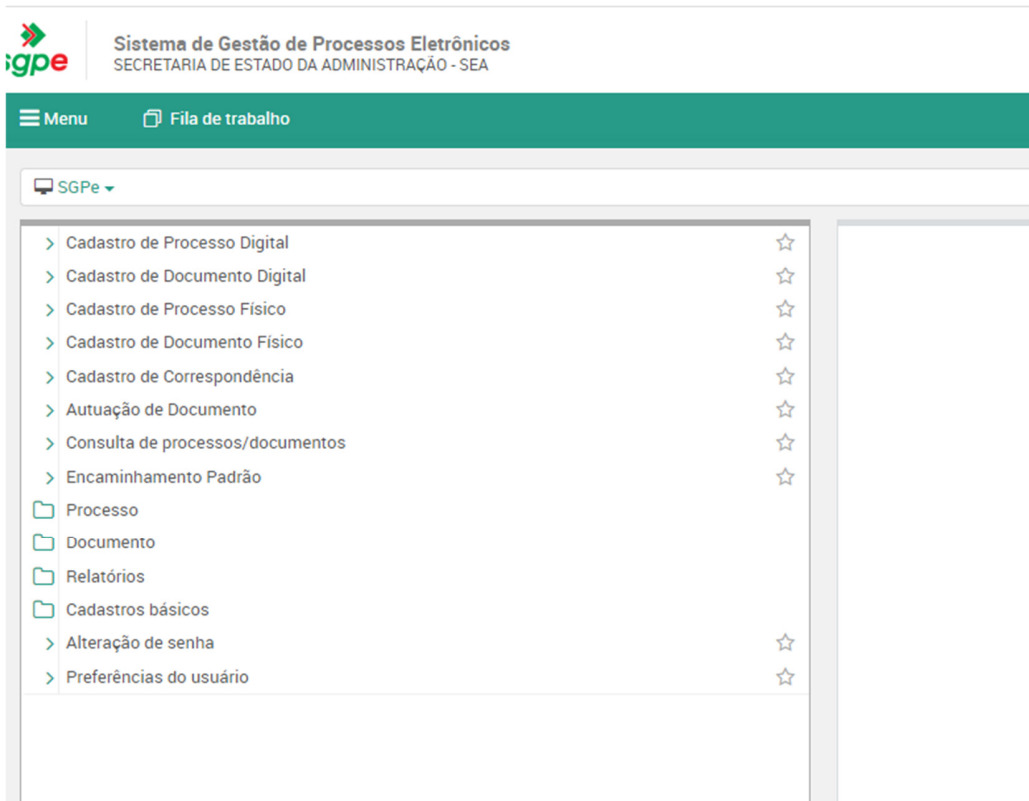 sgpe
Sistema de Gestão de Processos Eletrônicos
SECRETARIA DE ESTADO DA ADMINISTRAÇÃO - SEA
Menu Fila de trabalho
SGPe
Cadastro de Processo Digital
Cadastro de Documento Digital
Cadastro de Processo Físico
Cadastro de Documento Físico
Cadastro de Correspondência
Autuação de Documento
Consulta de processos/documentos
Encaminhamento Padrão
Processo
Documento
Relatórios
Cadastros básicos
Alteração de senha
Preferências do usuário